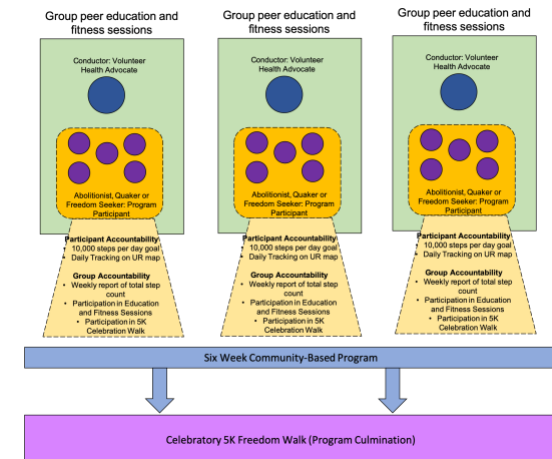 Group peer education and
fitness sessions
Conductor: Volunteer
Health Advocate
Abolitionist, Quaker or
Freedom Seeker: Program
Participant
Participant Accountability
• 10,000 steps per day goal
• Daily Tracking on UR map
Group Accountability
• Weekly report of total step
count
• Participation in Education
and Fitness Sessions
• Participation in 5K
Celebration Walk
Group peer education and
fitness sessions
Conductor: Volunteer
Health Advocate
Abolitionist, Quaker or
Freedom Seeker: Program
Participant
Participant Accountability
• 10,000 steps per day goal
• Daily Tracking on UR map
Group Accountability
• Weekly report of total step
count
• Participation in Education
and Fitness Sessions
• Participation in 5K
Celebration Walk
Group peer education and
fitness sessions
Conductor: Volunteer
Health Advocate
Abolitionist, Quaker or
Freedom Seeker: Program
Participant
Participant Accountability
• 10,000 steps per day goal
• Daily Tracking on UR map
Group Accountability
• Weekly report of total step
count
• Participation in Education
and Fitness Sessions
• Participation in 5K
Celebration Walk
Six Week Community-Based Program
Celebratory 5K Freedom Walk (Program Culmination)